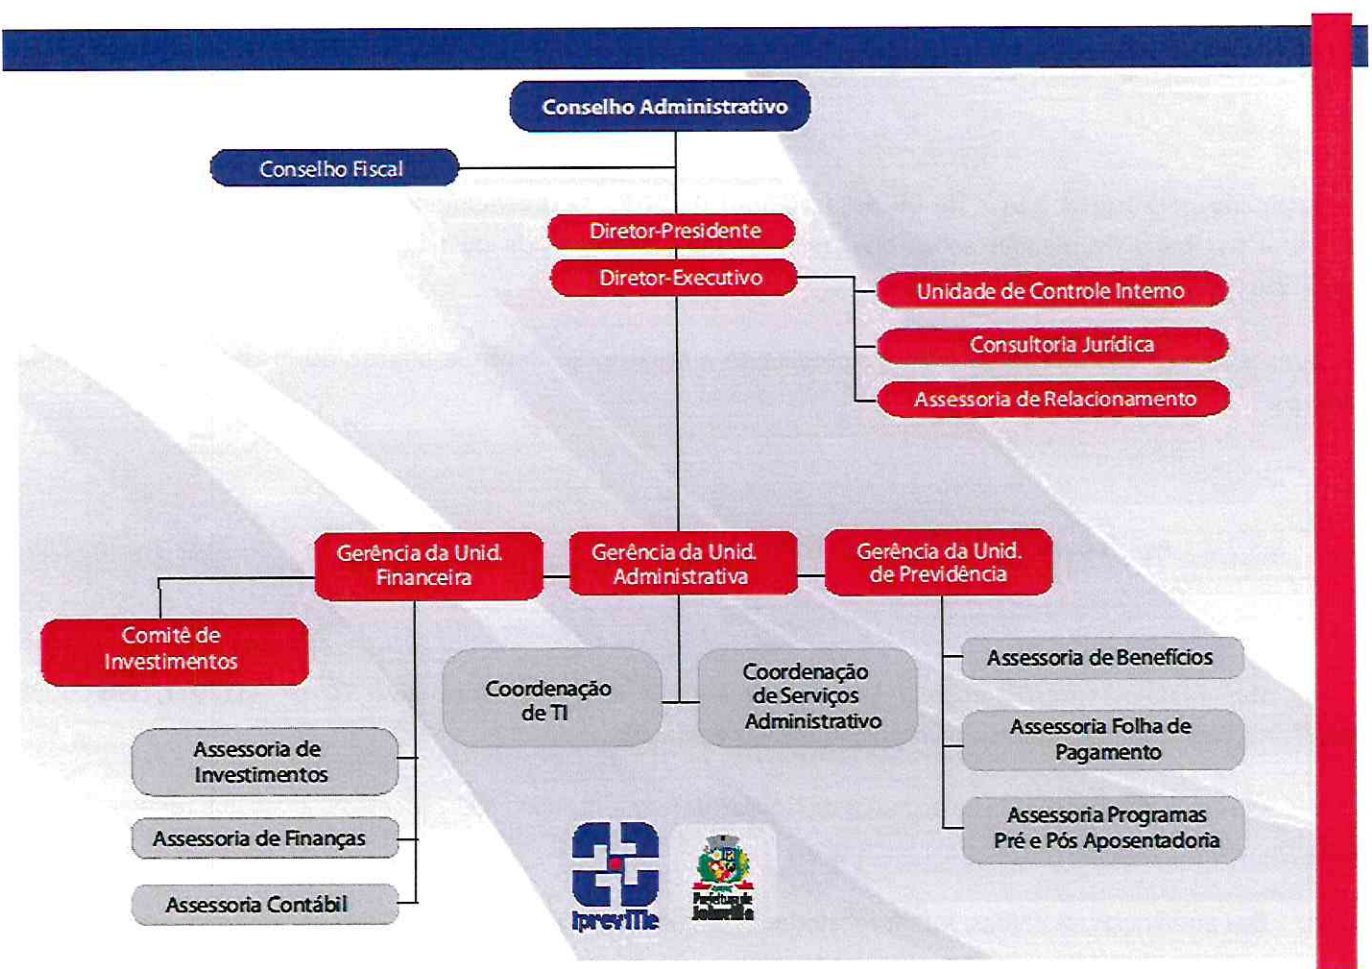 Conselho Administrativo
Conselho Fiscal
Diretor-Presidente
Diretor-Executivo
Unidade de Controle Interno
Consultoria Jurídica
Assessoria de Relacionamento
Gerência da Unid.
Financeira
Gerência da Unid.
Administrativa
Gerência da Unid.
de Previdência
Comitê de
Investimentos
Coordenação
de TI
Coordenação
de Serviços
Administrativo
Assessoria de Benefícios
Assessoria Folha de
Pagamento
Assessoria Programas
Pré e Pós Aposentadoria
Assessoria de
Investimentos
Assessoria de Finanças
Assessoria Contábil
Ipreville
Prefeitura de
Joinville